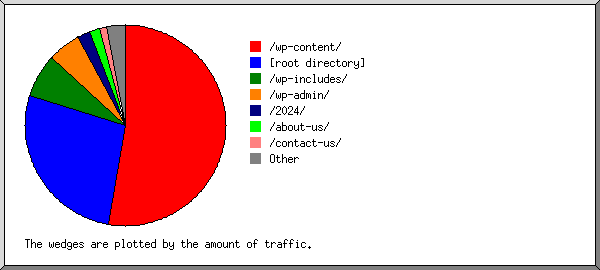 /wp-content/
[root directory]
/wp-includes/
/wp-admin/
/2024/
/about-us/
/contact-us/
Other
The wedges are plotted by the amount of traffic.